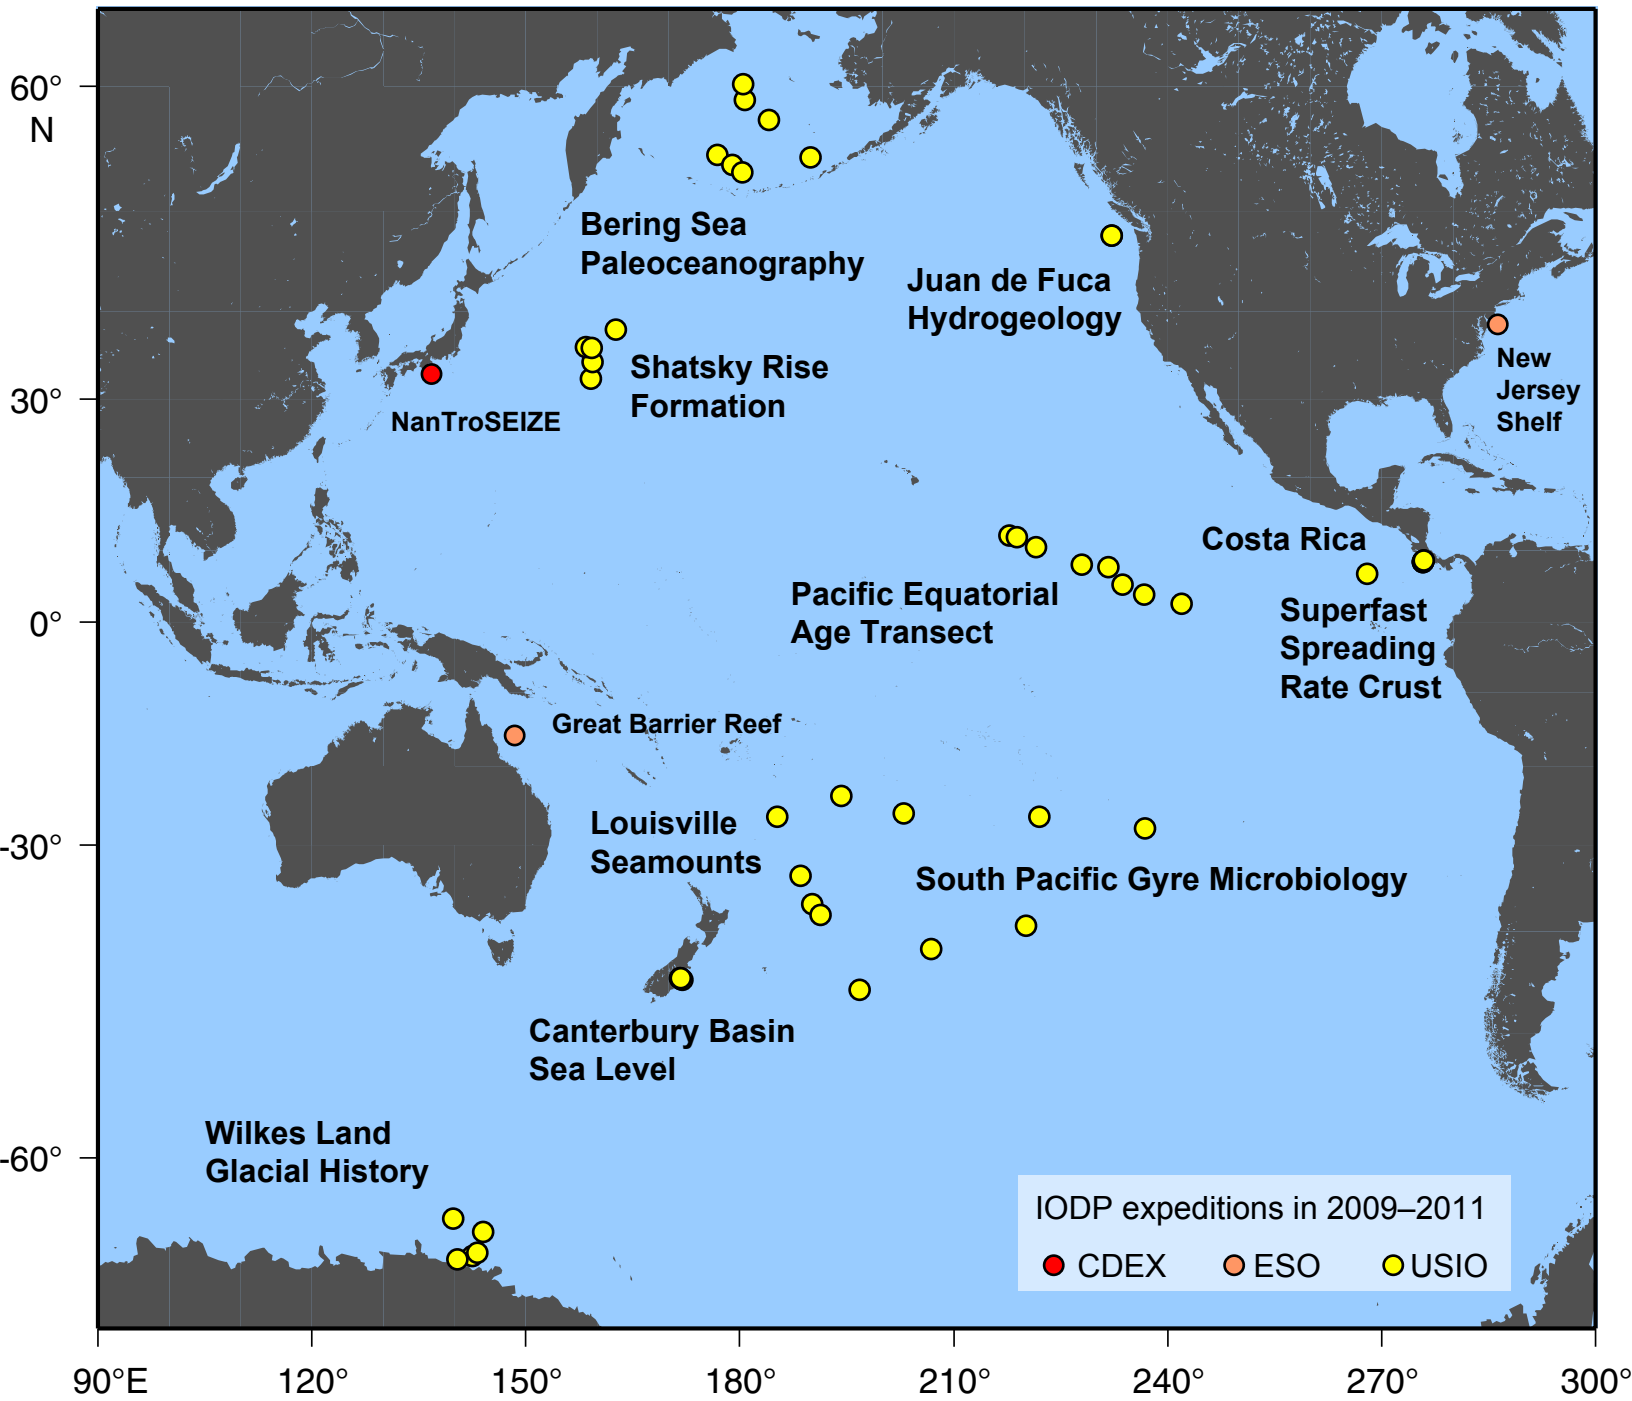 60°
N
30°
0°
-30°
-60°
Bering Sea
Paleoceanography
Juan de Fuca
Hydrogeology
New
Jersey
Shelf
Shatsky Rise
Formation
NanTroSEIZE
Costa Rica
Pacific Equatorial
Age Transect
Superfast
Spreading
Rate Crust
Great Barrier Reef
Louisville
Seamounts
South Pacific Gyre Microbiology
Canterbury Basin
Sea Level
Wilkes Land
Glacial History
IODP expeditions in 2009–2011
CDEX ESO USIO
90°E 120° 150° 180° 210° 240° 270° 300°